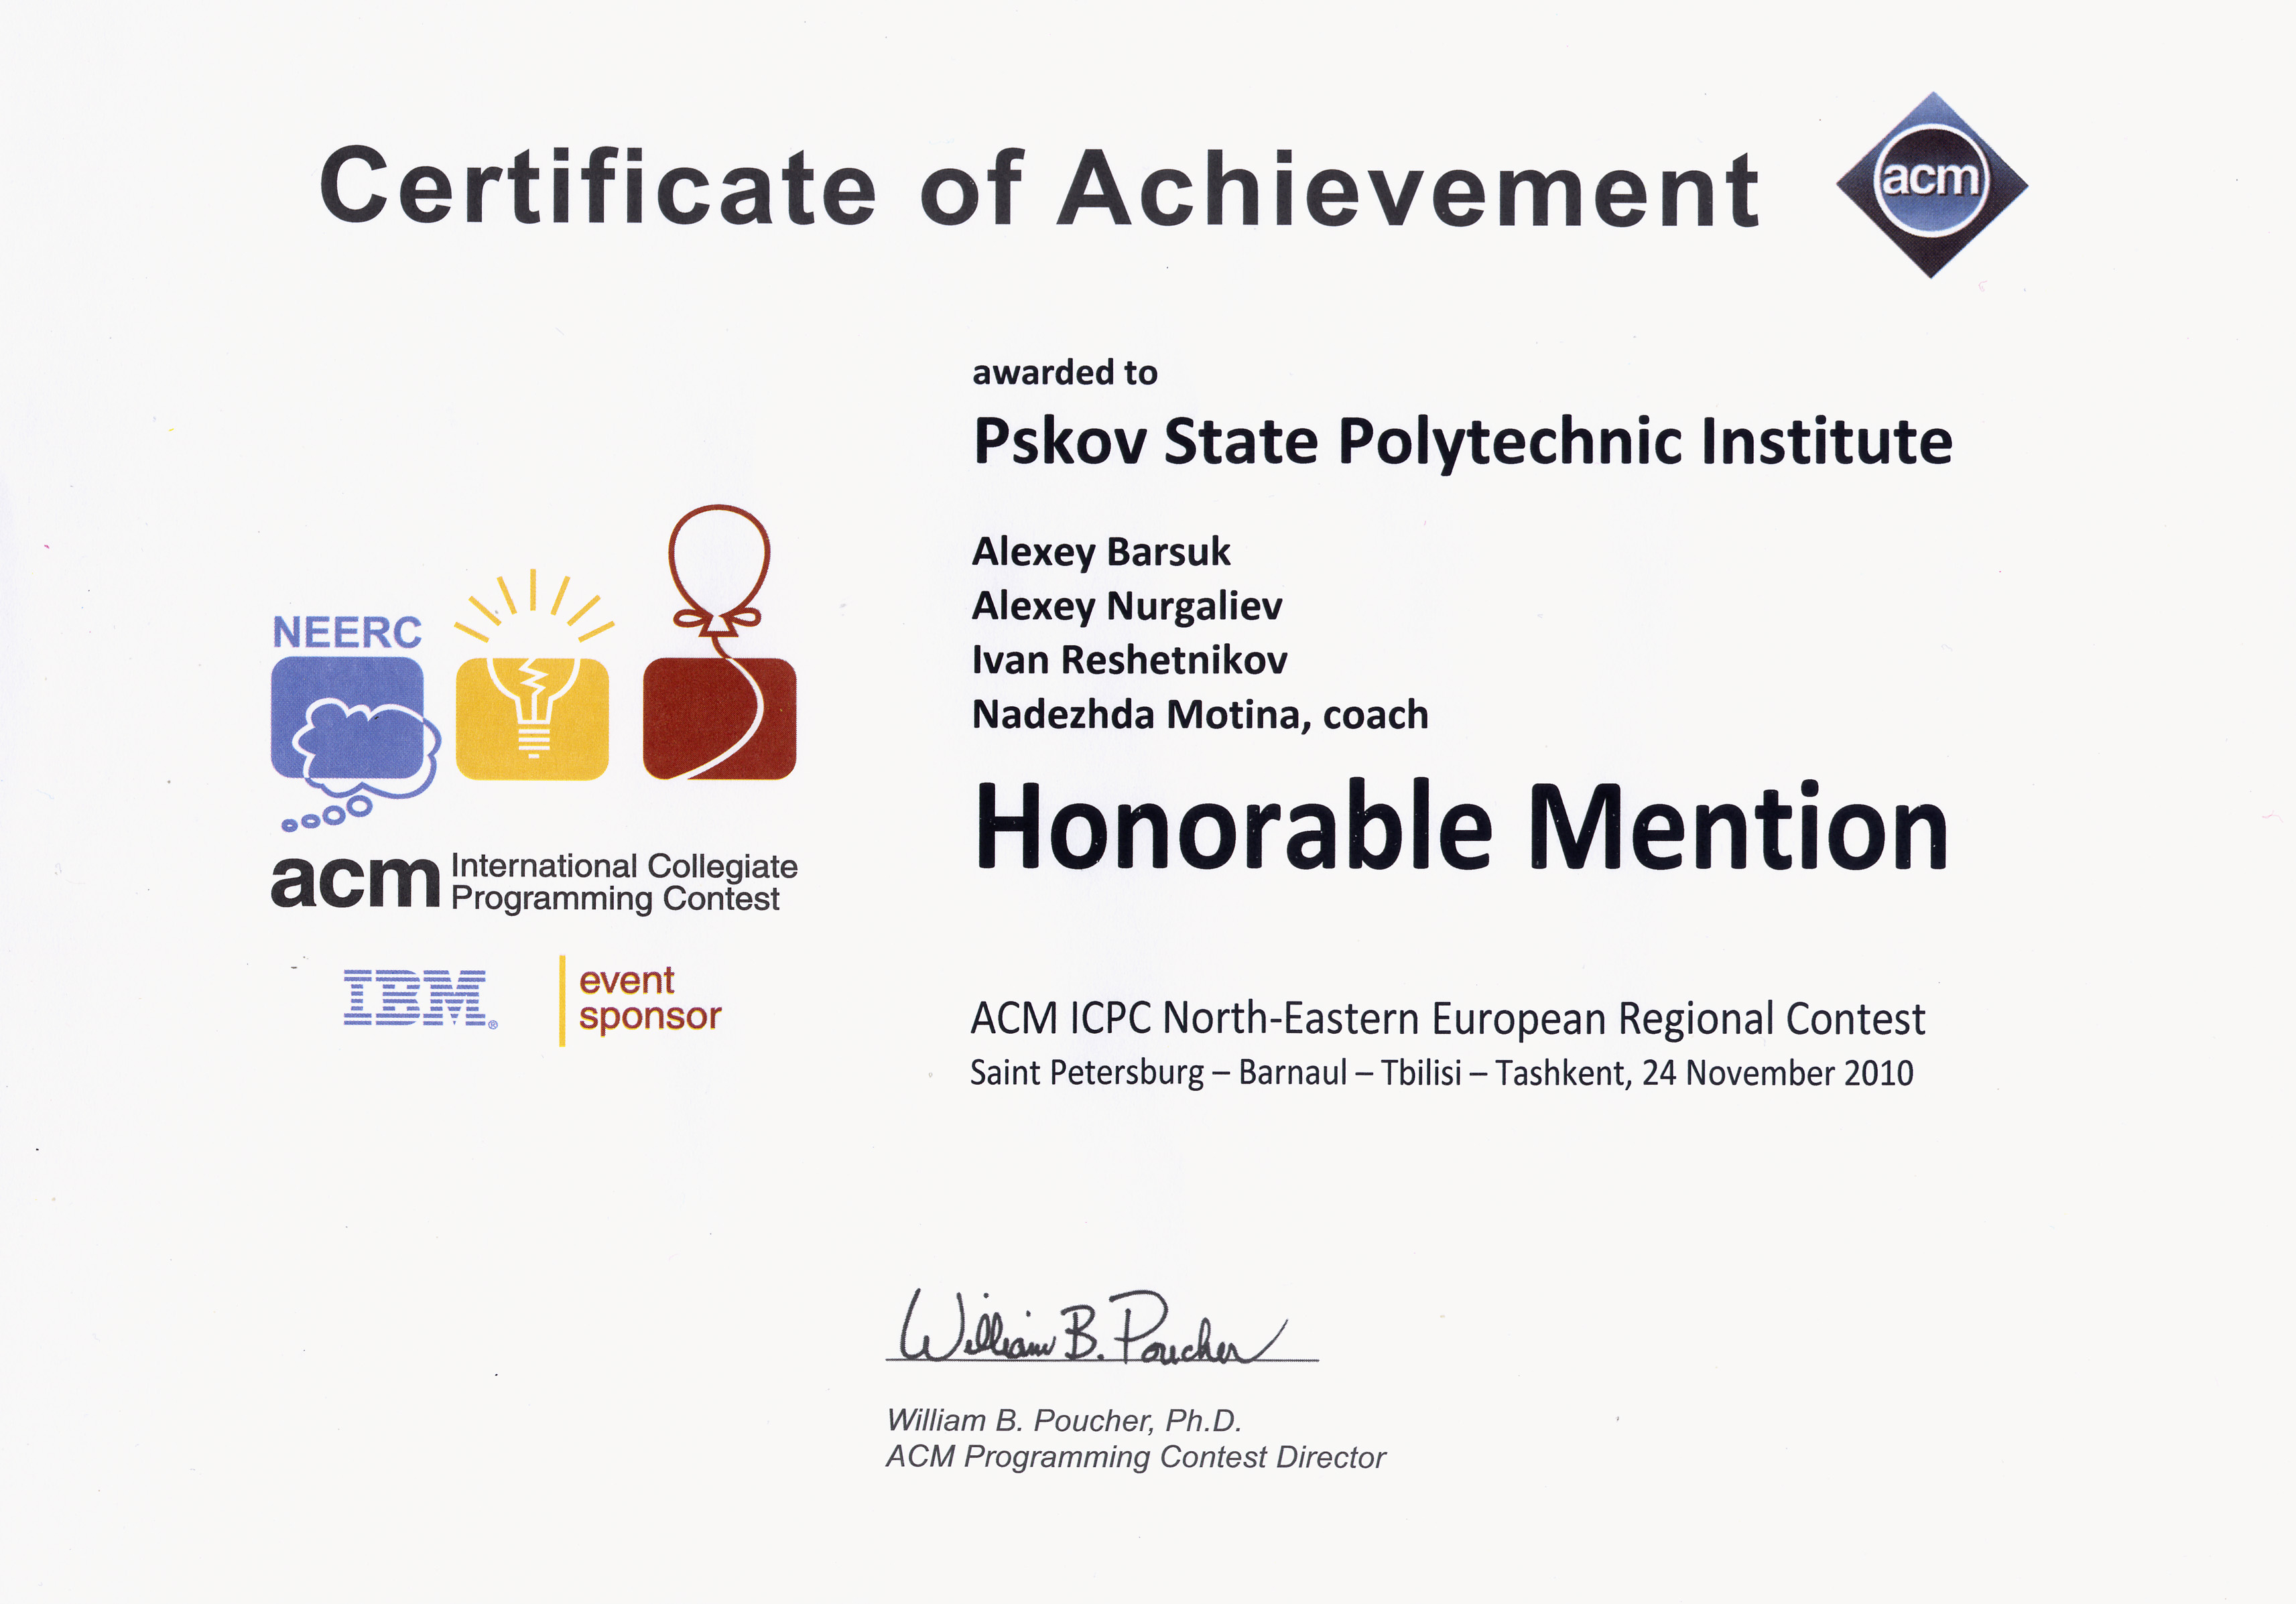 Certificate of Achievement
acm
awarded to
Pskov State Polytechnic Institute
Alexey Barsuk
Alexey Nurgaliev
Ivan Reshetnikov
Nadezhda Motina, coach
Honorable Mention
NEERC
acm International Collegiate
Programming Contest
IBM®
event
sponsor
ACM ICPC North-Eastern European Regional Contest
Saint Petersburg – Barnaul – Tbilisi – Tashkent, 24 November 2010
William B. Poucher
William B. Poucher, Ph.D.
ACM Programming Contest Director